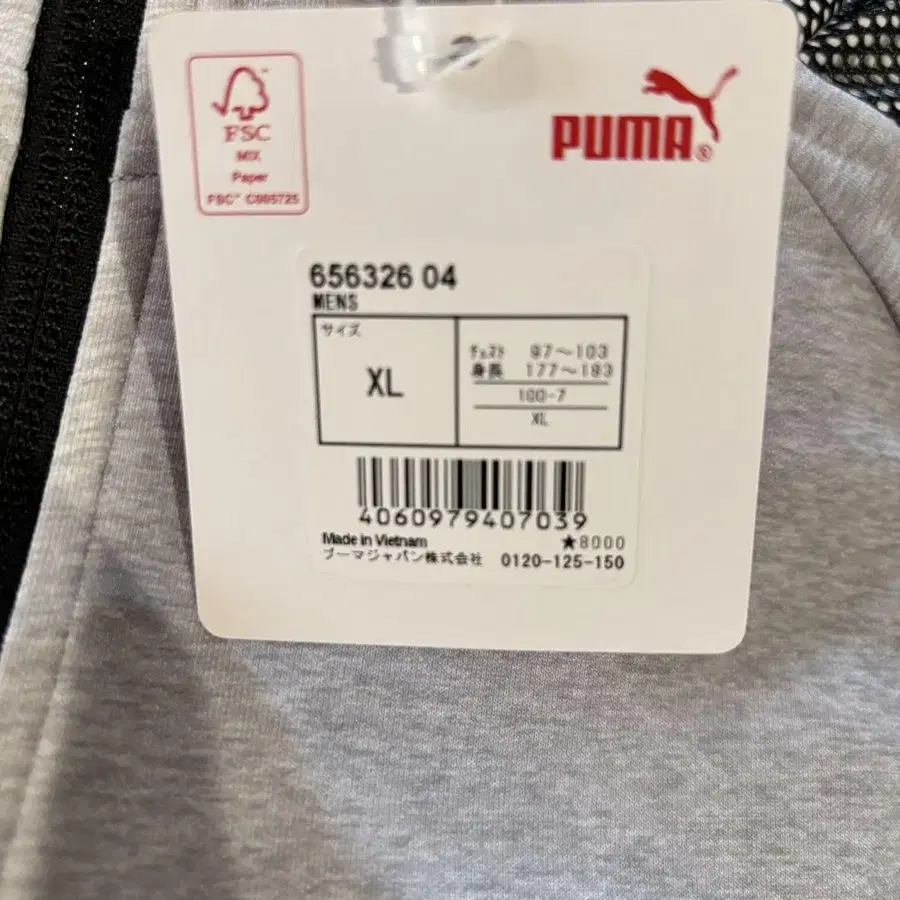 FSC
MIX
Paper
FSC™ C005725
PUMA®
656326 04
MENS
サイズ
XL
チェスト 97～103
身長 177～183
100-7
XL
4060979407039
Made in Vietnam
★8000
プーマジャパン株式会社 0120-125-150